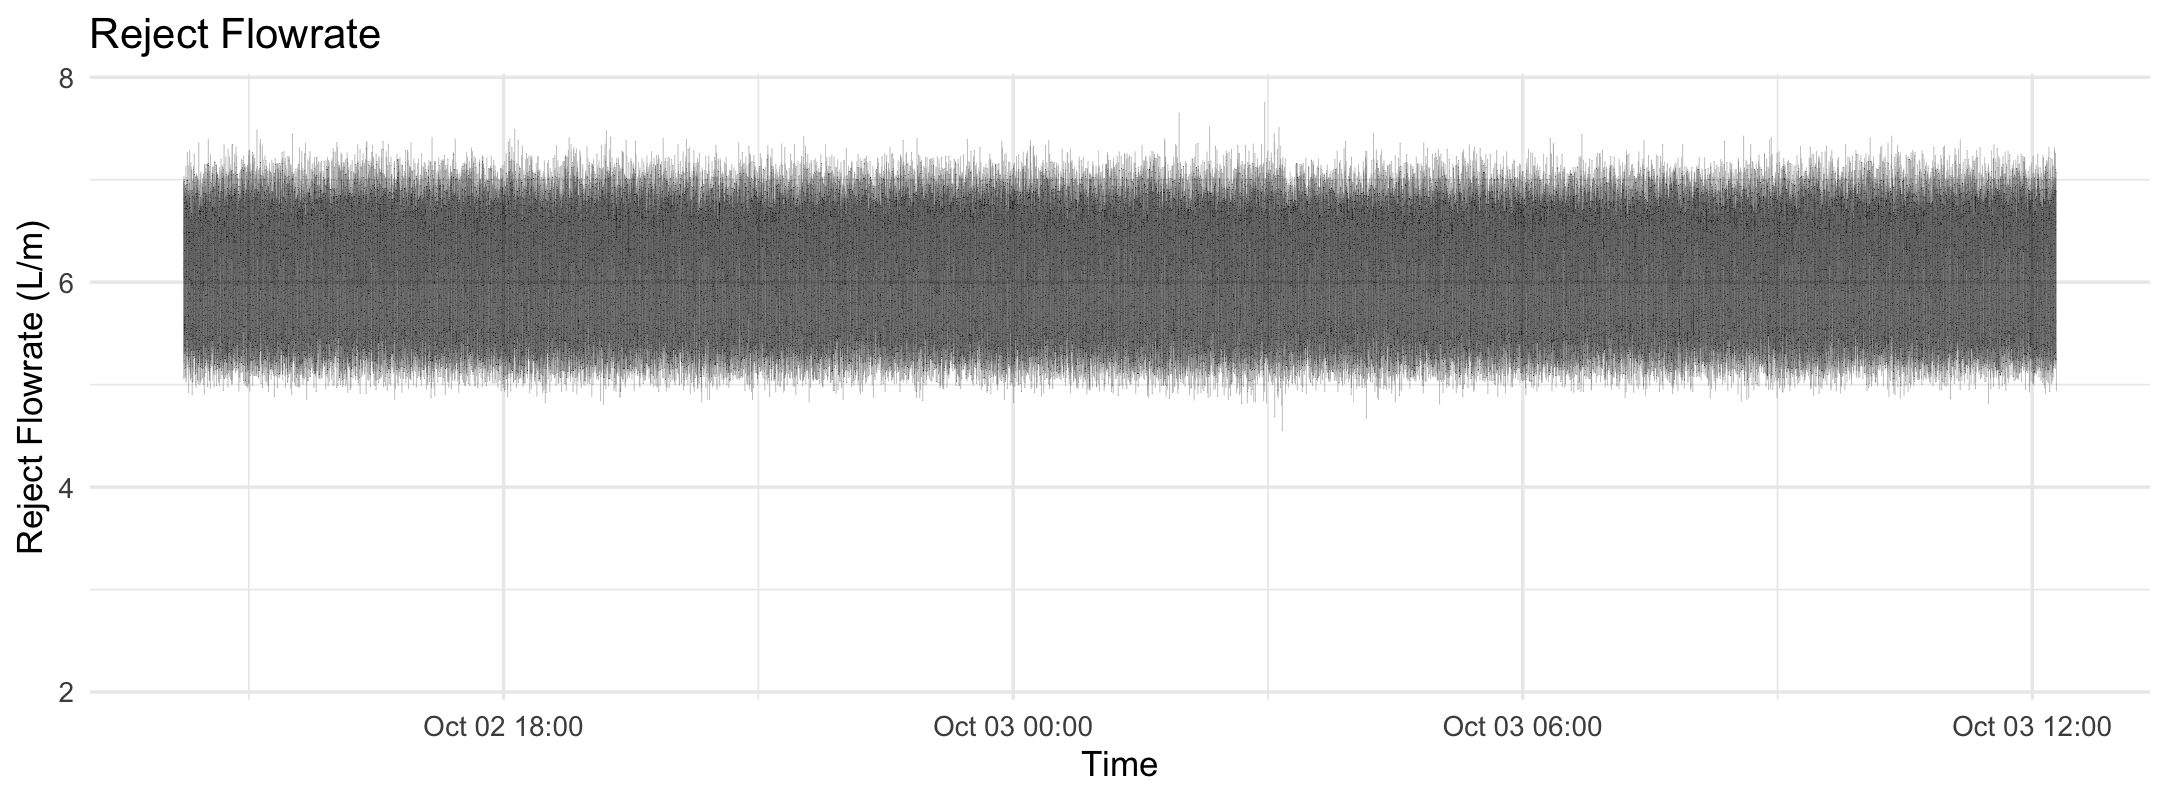 Reject Flowrate
8
6
4
2
Reject Flowrate (L/m)
Oct 02 18:00
Oct 03 00:00
Oct 03 06:00
Oct 03 12:00
Time